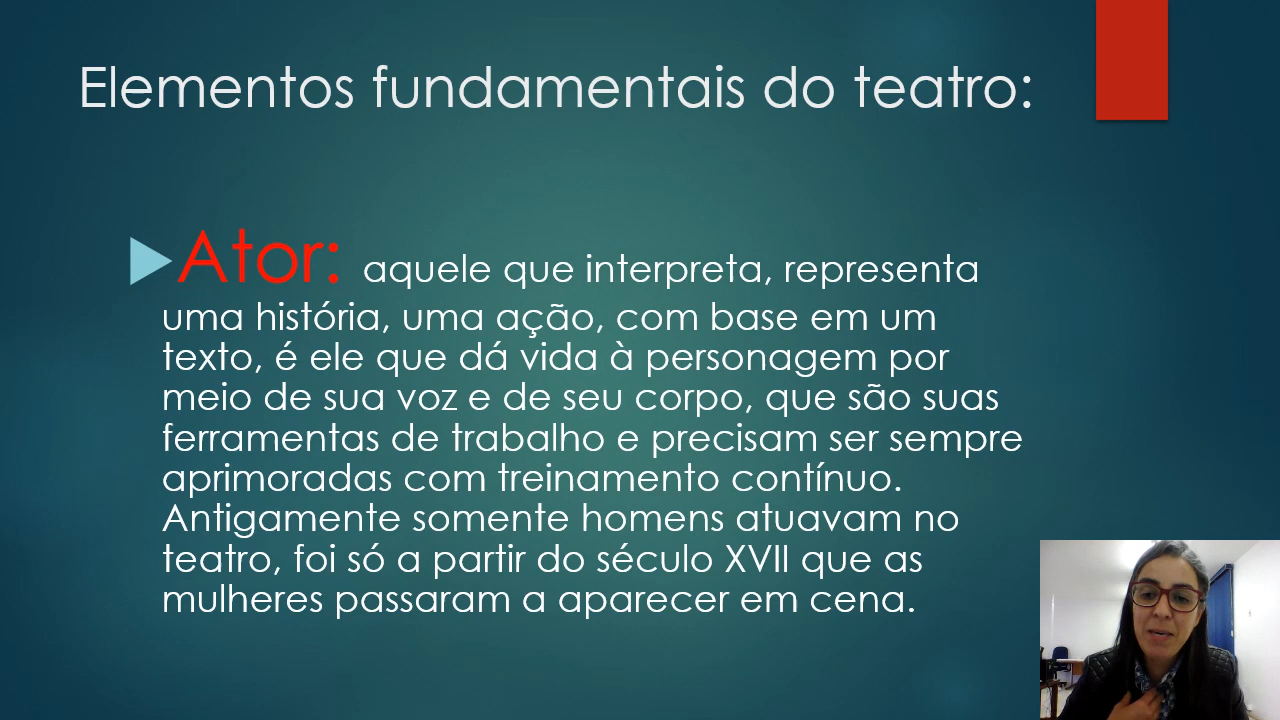 Elementos fundamentais do teatro:
Ator: aquele que interpreta, representa
uma história, uma ação, com base em um
texto, é ele que dá vida à personagem por
meio de sua voz e de seu corpo, que são suas
ferramentas de trabalho e precisam ser sempre
aprimoradas com treinamento contínuo.
Antigamente somente homens atuavam no
teatro, foi só a partir do século XVII que as
mulheres passaram a aparecer em cena.